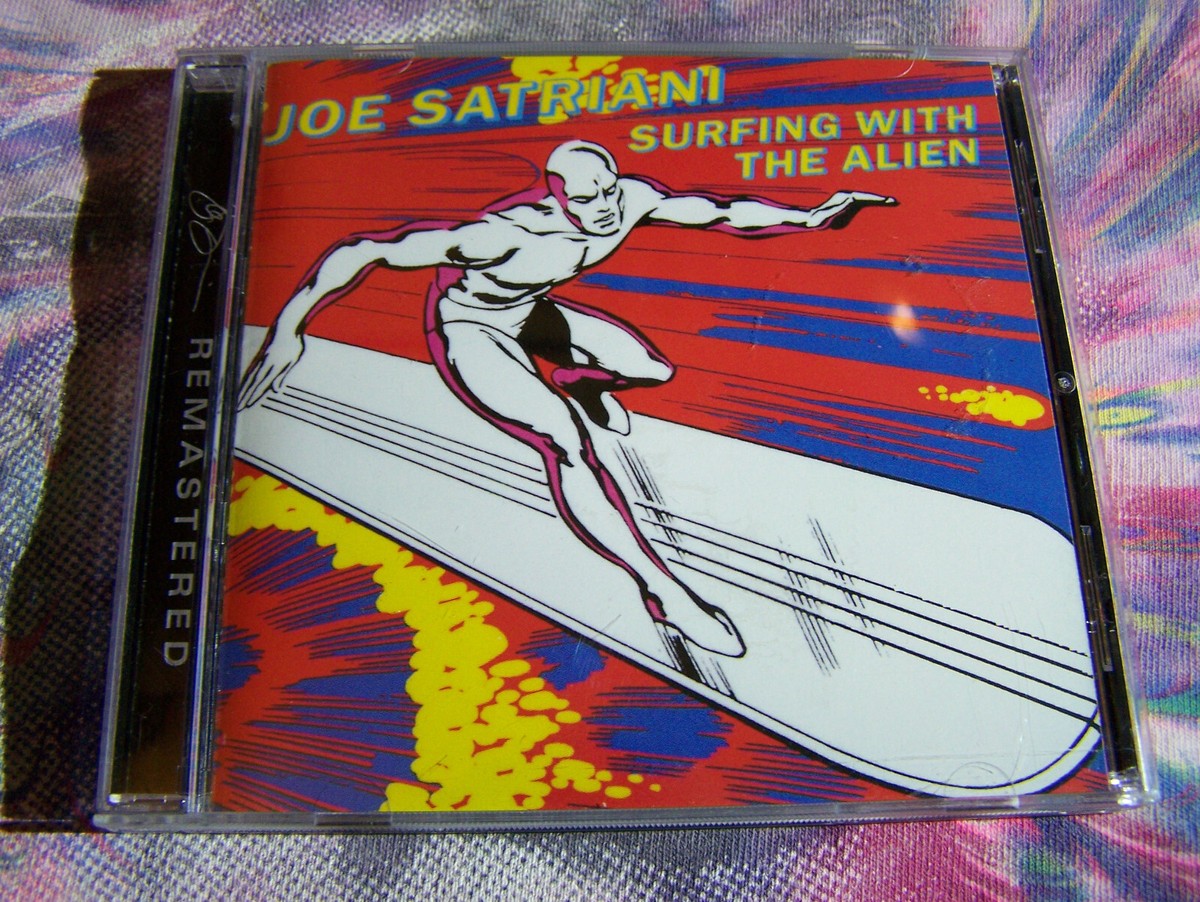 JOE SATRIANI
SURFING WITH
THE ALIEN
REMASTERED